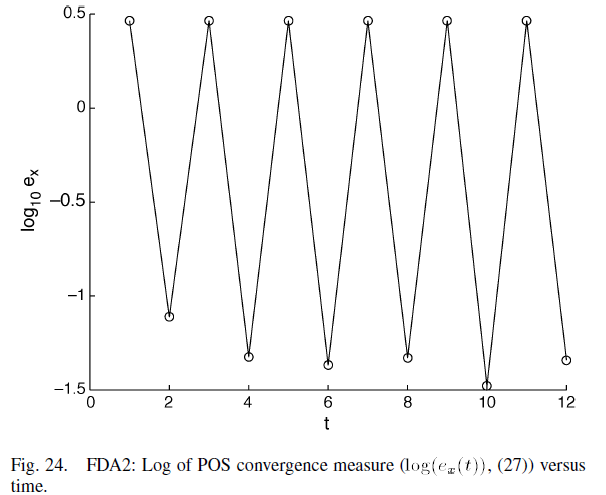 0.5
0
−0.5
−1
−1.5
log10 ex
0 2 4 6 8 10 12
t
Fig. 24. FDA2: Log of POS convergence measure (log(ex(t)), (27)) versus
time.